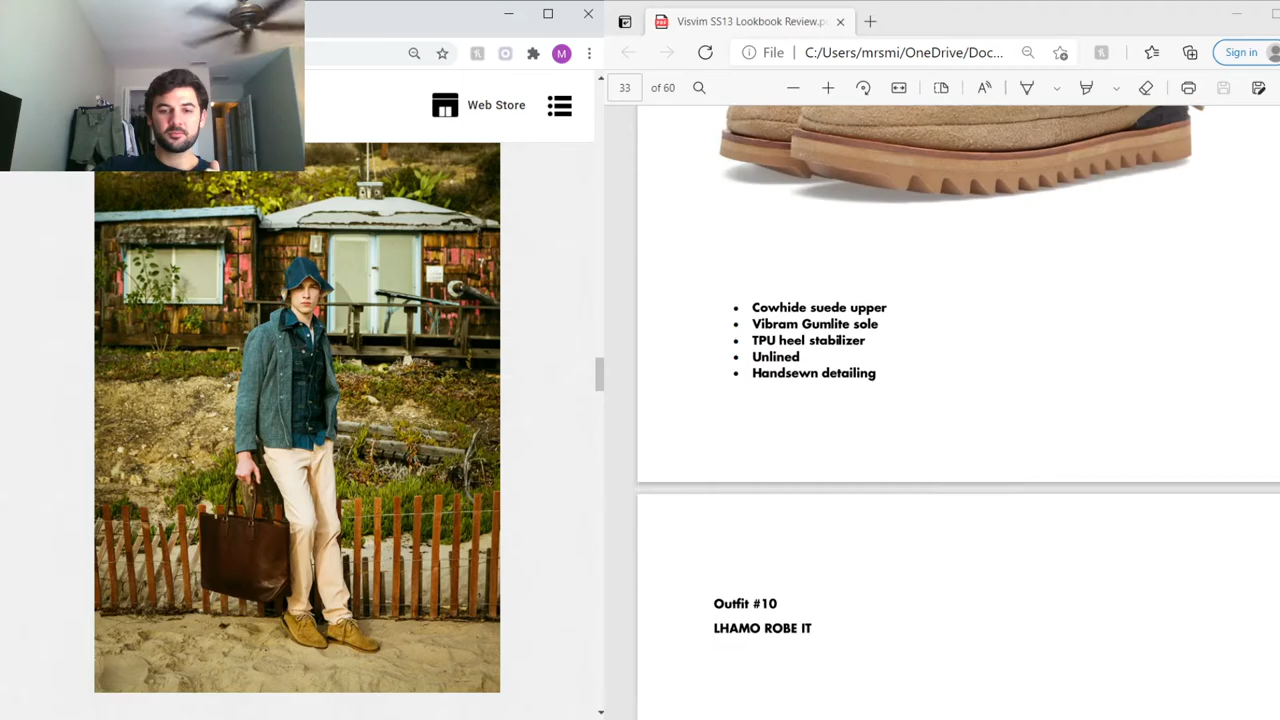 Visvim SS13 Lookbook Review.p
M
File
C:/Users/mrsmi/OneDrive/Doc...
Sign in
33
of 60
Web Store
Cowhide suede upper
Vibram Gumlite sole
TPU heel stabilizer
Unlined
Handsewn detailing
Outfit #10
LHAMO ROBE IT